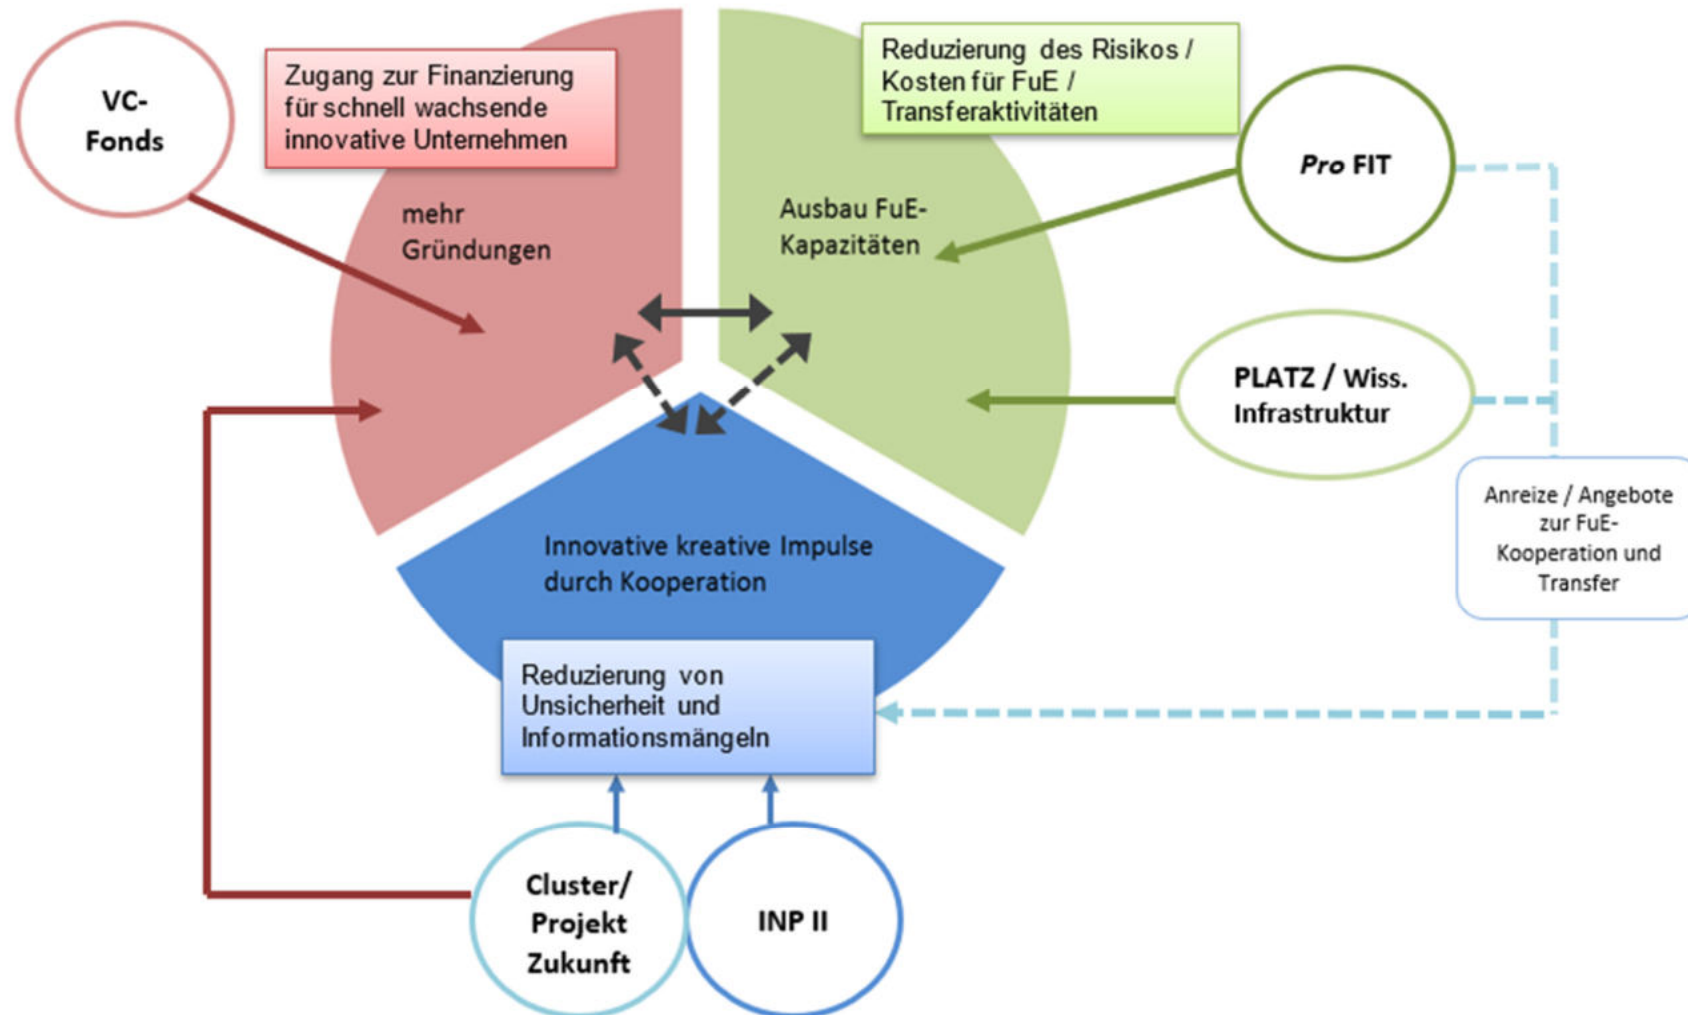 VC-
Fonds
Zugang zur Finanzierung
für schnell wachsende
innovative Unternehmen
Reduzierung des Risikos /
Kosten für FuE /
Transferaktivitäten
Pro FIT
mehr
Gründungen
Ausbau FuE-
Kapazitäten
PLATZ / Wiss.
Infrastruktur
Anreize / Angebote
zur FuE-
Kooperation und
Transfer
Innovative kreative Impulse
durch Kooperation
Reduzierung von
Unsicherheit und
Informationsmängeln
Cluster/
Projekt
Zukunft
INP II